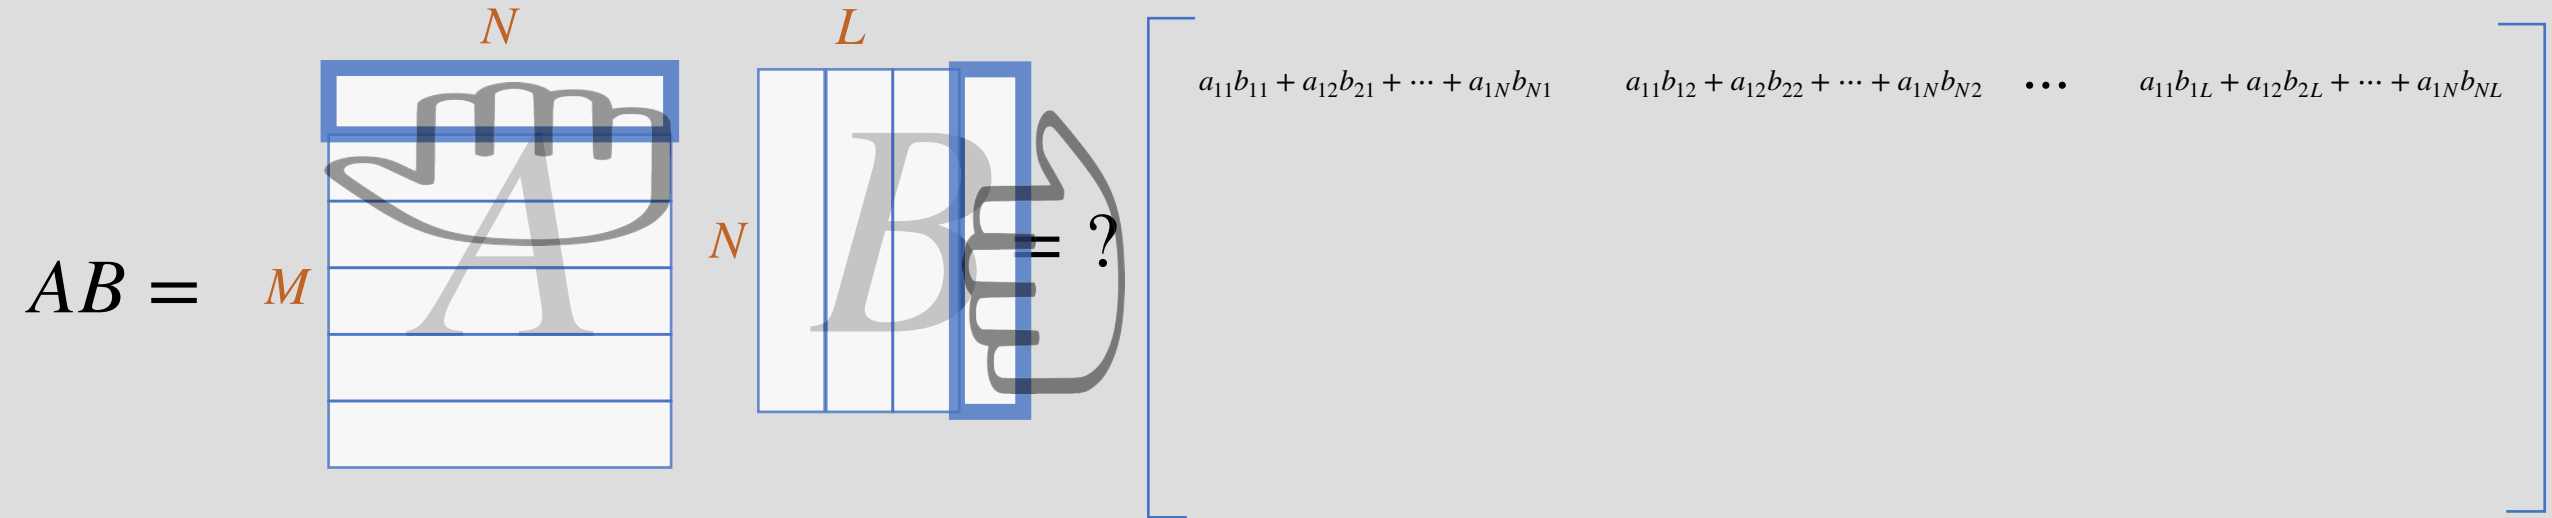 N L
a₁₁b₁₁ + a₁₂b₂₁ + ⋯ + a₁NbN₁ a₁₁b₁₂ + a₁₂b₂₂ + ⋯ + a₁NbN₂ ⋯ a₁₁b₁L + a₁₂b₂L + ⋯ + a₁NbNL
AB = M A N B = ?